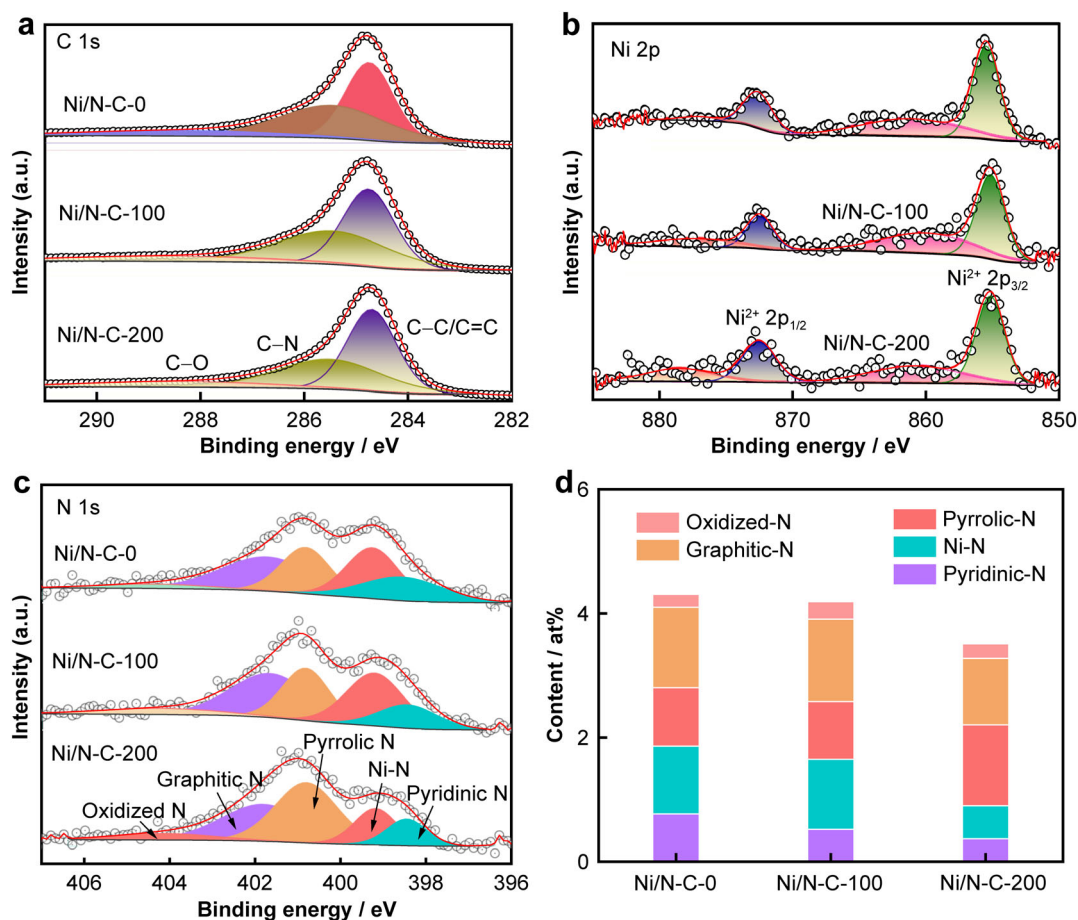 a
C 1s
Ni/N-C-0
Ni/N-C-100
Ni/N-C-200
C–O
C–N
C–C/C=C
Intensity (a.u.)
290 288 286 284 282
Binding energy / eV
b
Ni 2p
Ni/N-C-100
Ni²⁺ 2p₃/₂
Ni²⁺ 2p₁/₂
Ni/N-C-200
Intensity (a.u.)
880 870 860 850
Binding energy / eV
c
N 1s
Ni/N-C-0
Ni/N-C-100
Ni/N-C-200
Pyrrolic N
Graphitic N
Ni-N
Oxidized N
Pyridinic N
Intensity (a.u.)
406 404 402 400 398 396
Binding energy / eV
d
6
Oxidized-N
Graphitic-N
Pyrrolic-N
Ni-N
Pyridinic-N
4
2
0
Content / at%
Ni/N-C-0 Ni/N-C-100 Ni/N-C-200